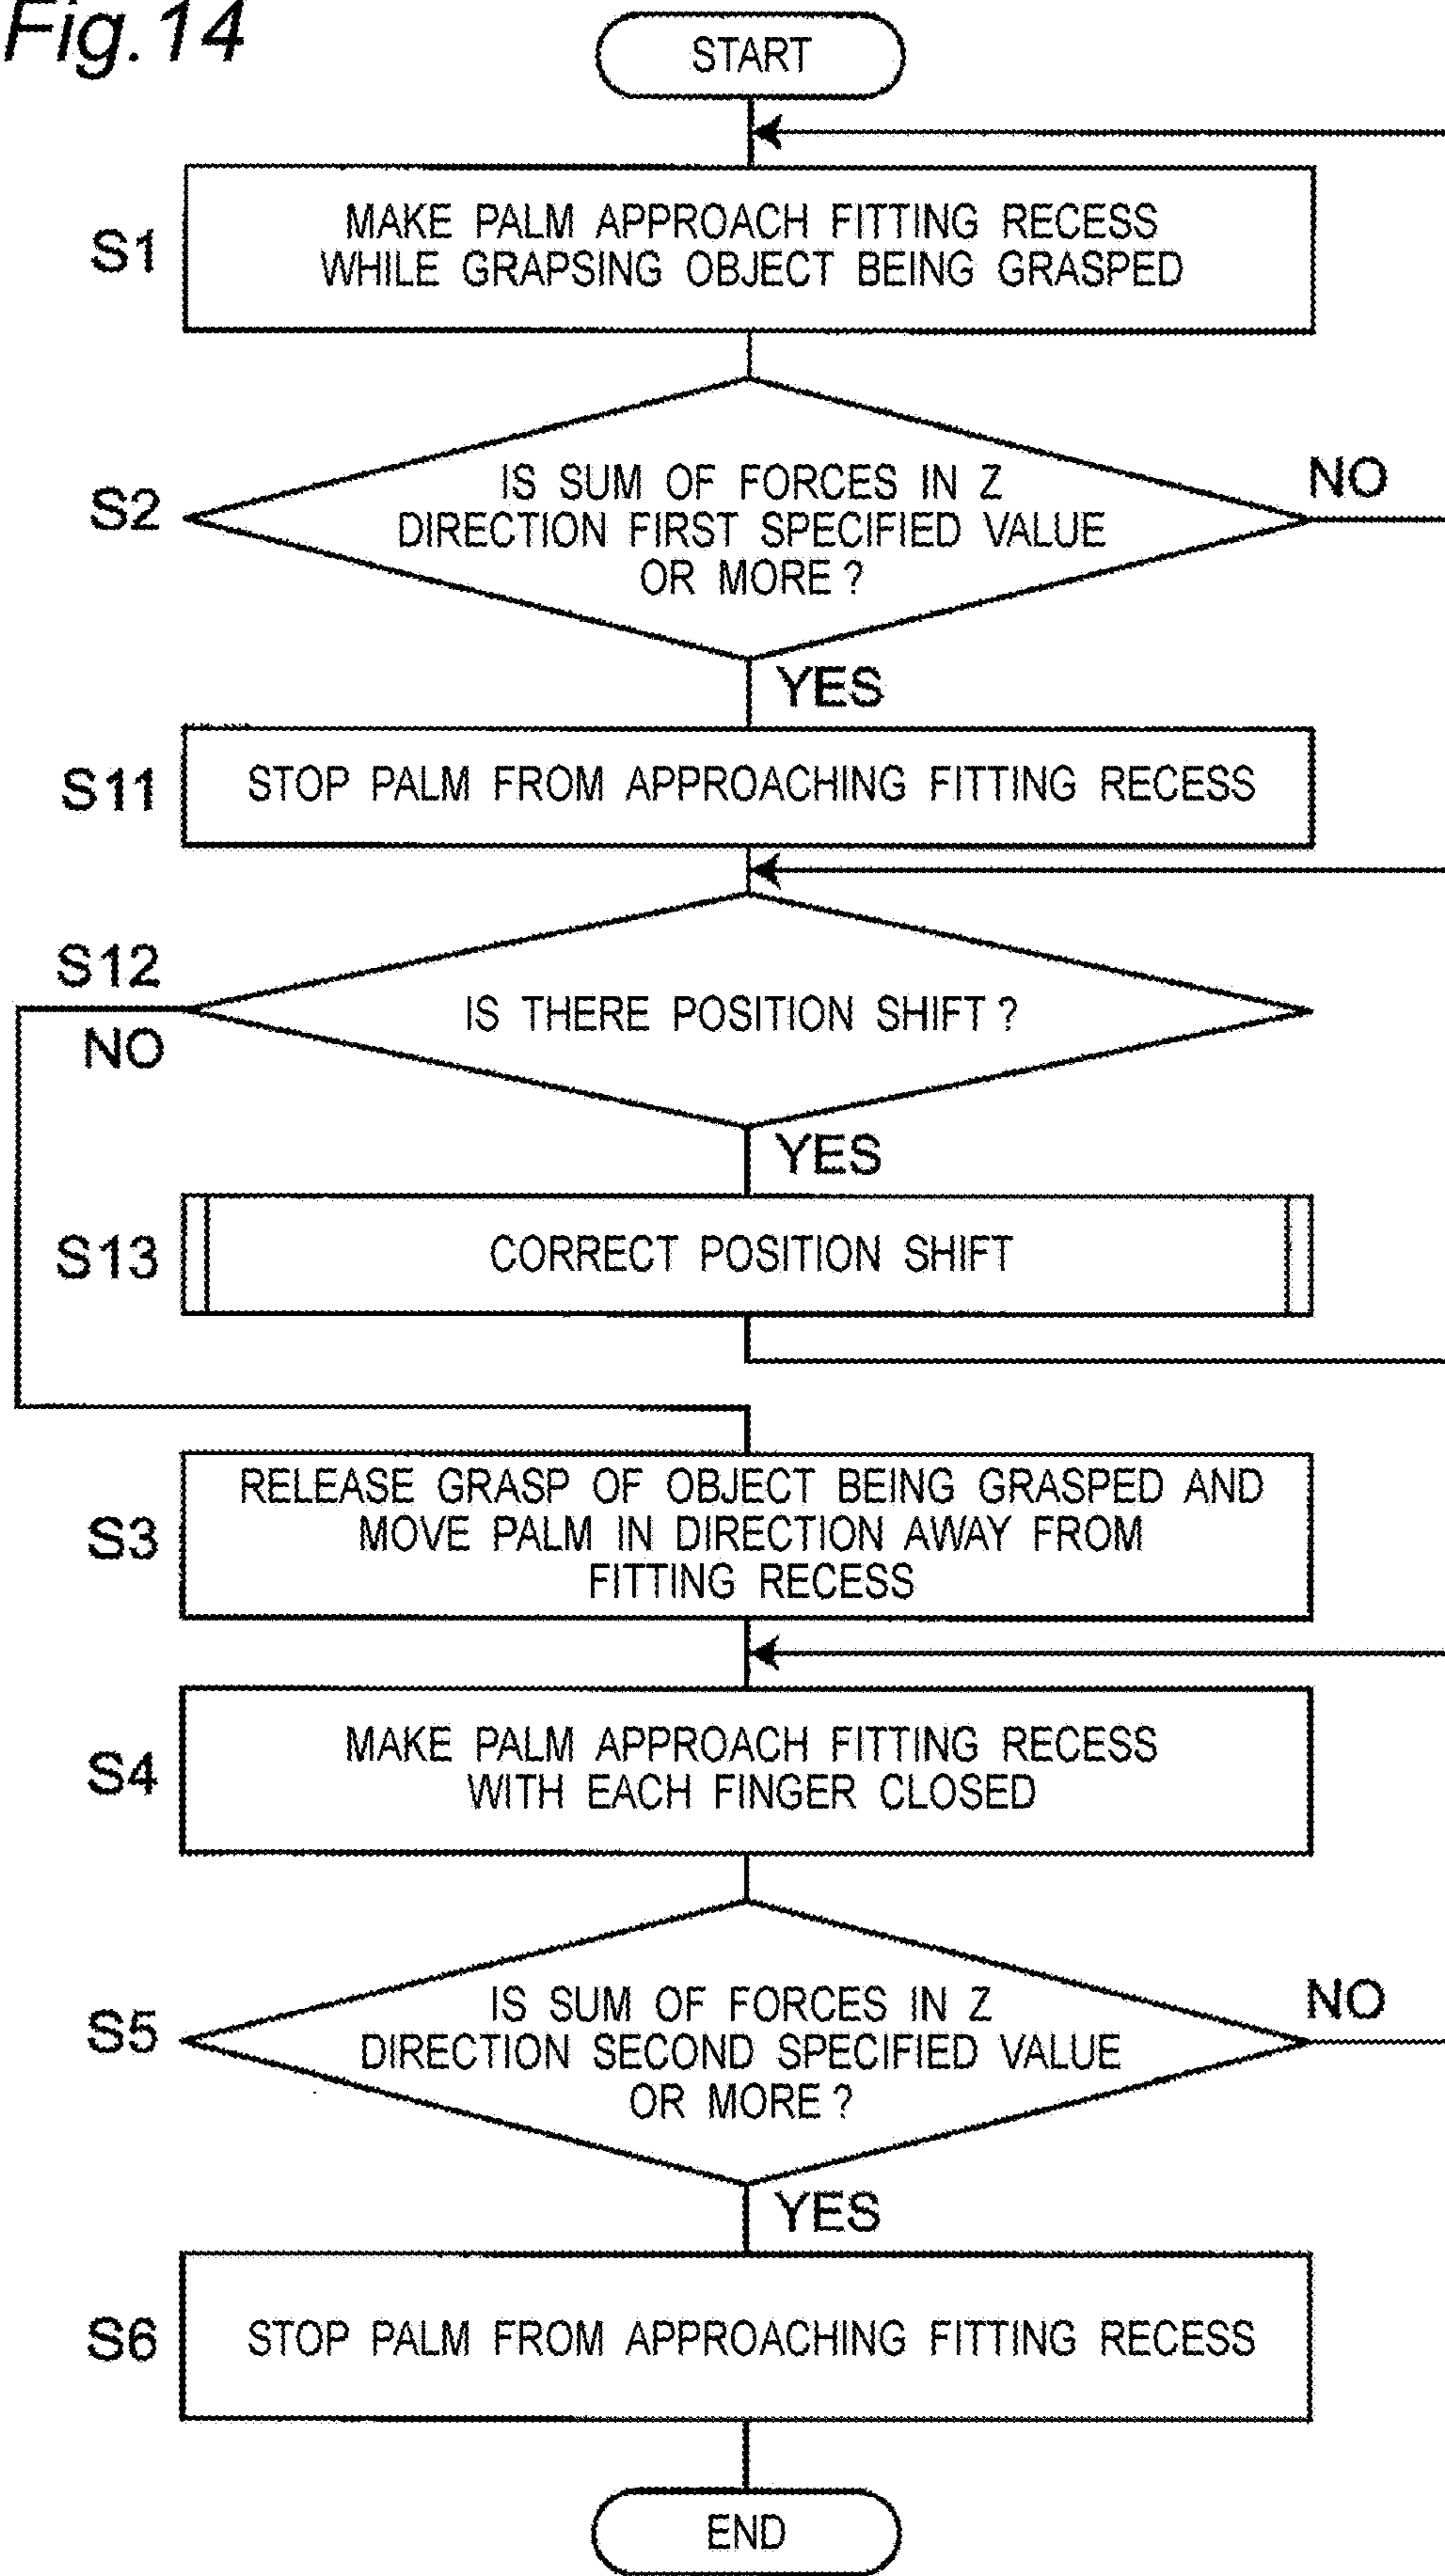 Fig.14
START
S1
MAKE PALM APPROACH FITTING RECESS
WHILE GRAPSING OBJECT BEING GRASPED
S2
IS SUM OF FORCES IN Z
DIRECTION FIRST SPECIFIED VALUE
OR MORE?
NO
YES
S11
STOP PALM FROM APPROACHING FITTING RECESS
S12
NO
IS THERE POSITION SHIFT?
YES
S13
CORRECT POSITION SHIFT
S3
RELEASE GRASP OF OBJECT BEING GRASPED AND
MOVE PALM IN DIRECTION AWAY FROM
FITTING RECESS
S4
MAKE PALM APPROACH FITTING RECESS
WITH EACH FINGER CLOSED
S5
IS SUM OF FORCES IN Z
DIRECTION SECOND SPECIFIED VALUE
OR MORE?
NO
YES
S6
STOP PALM FROM APPROACHING FITTING RECESS
END